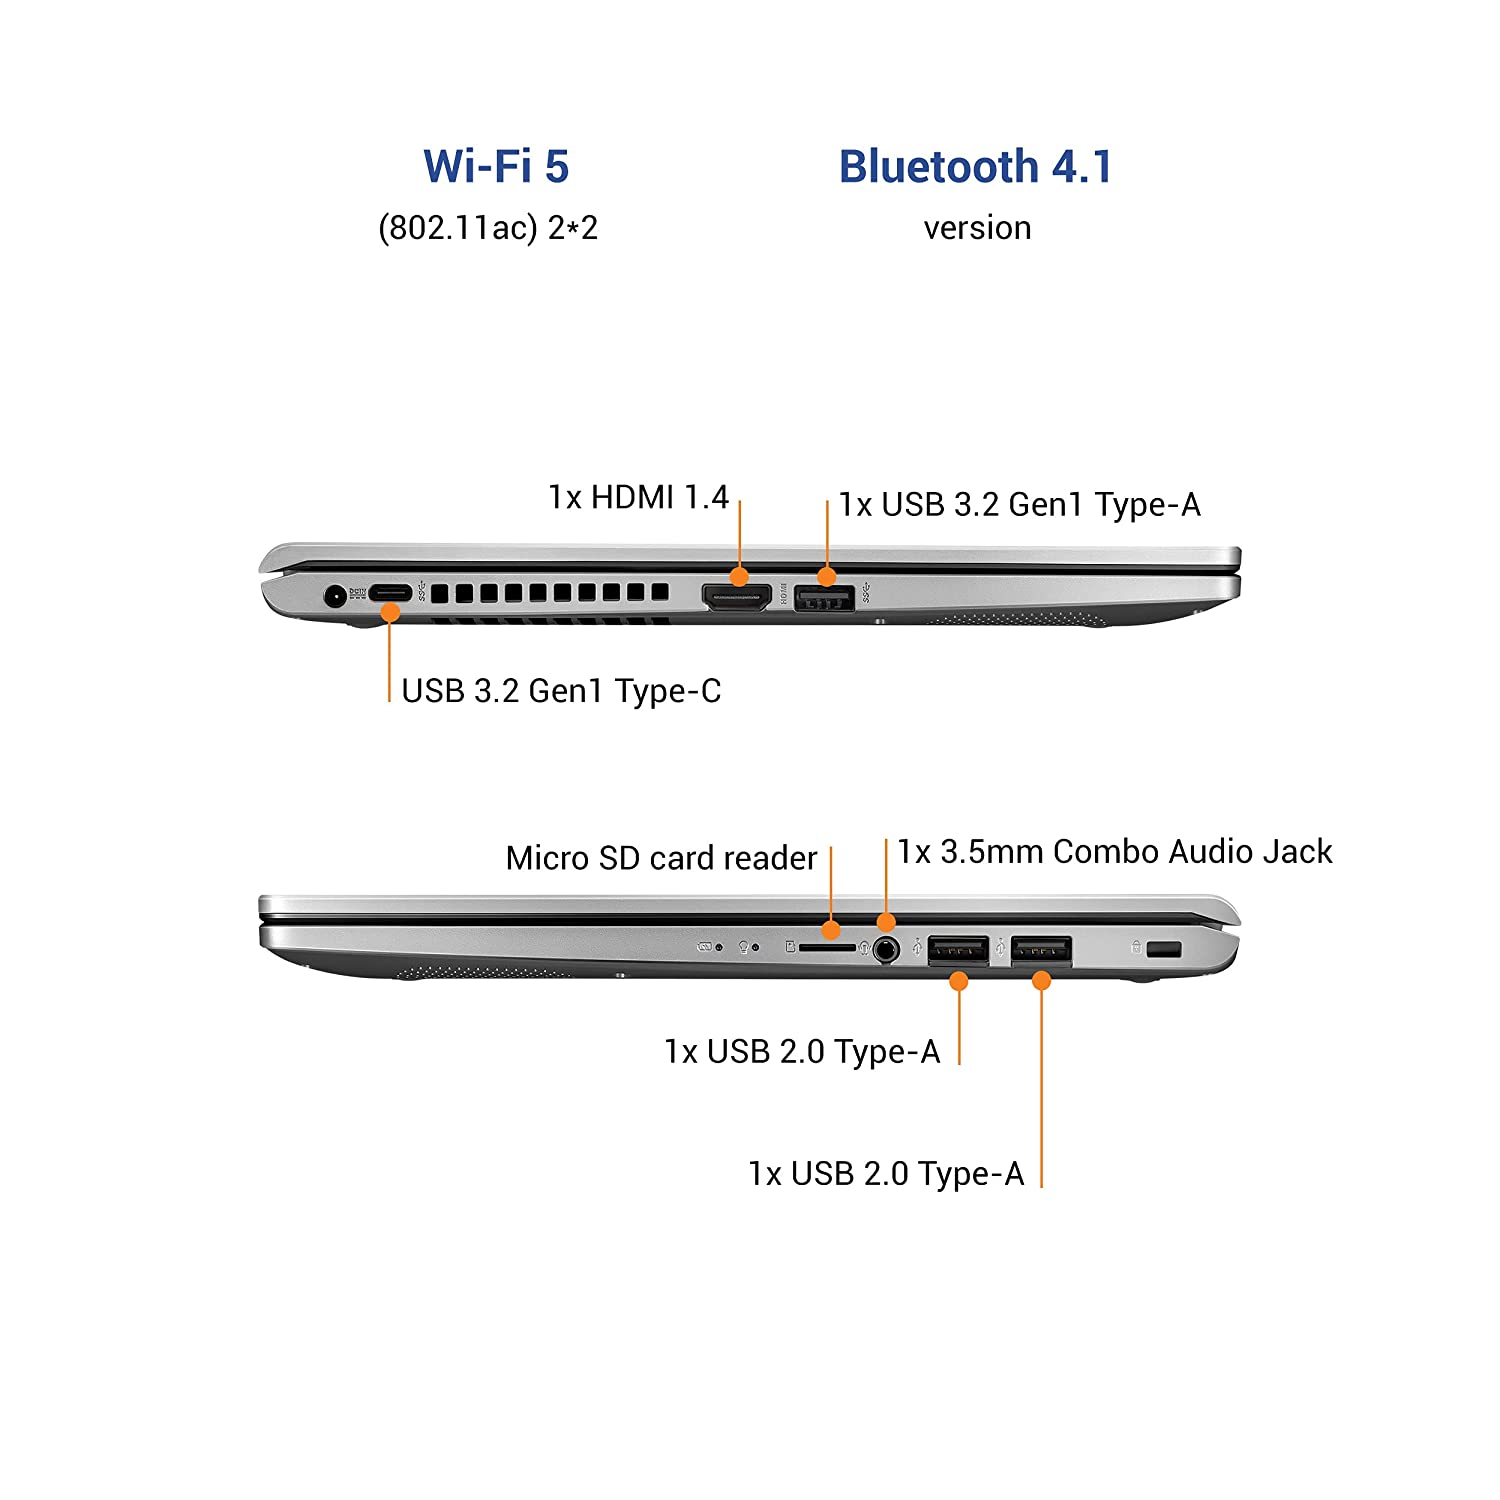 Wi-Fi 5
(802.11ac) 2*2
Bluetooth 4.1
version
1x HDMI 1.4
1x USB 3.2 Gen1 Type-A
HDMI
USB 3.2 Gen1 Type-C
Micro SD card reader
1x 3.5mm Combo Audio Jack
1x USB 2.0 Type-A
1x USB 2.0 Type-A